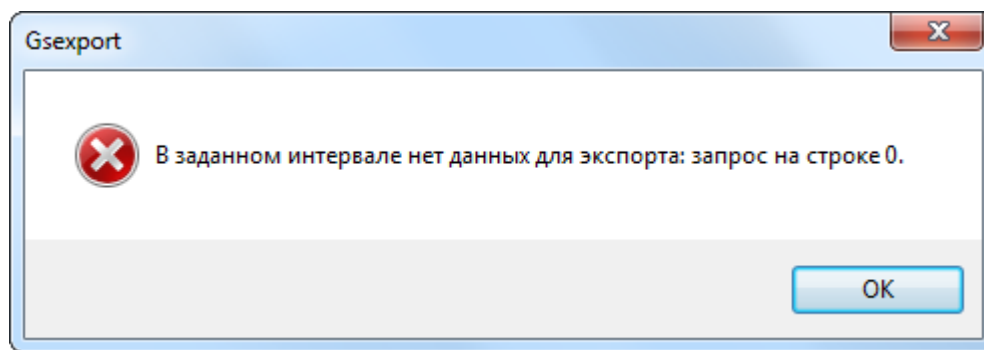 Gsexport
В заданном интервале нет данных для экспорта: запрос на строке 0.
OK